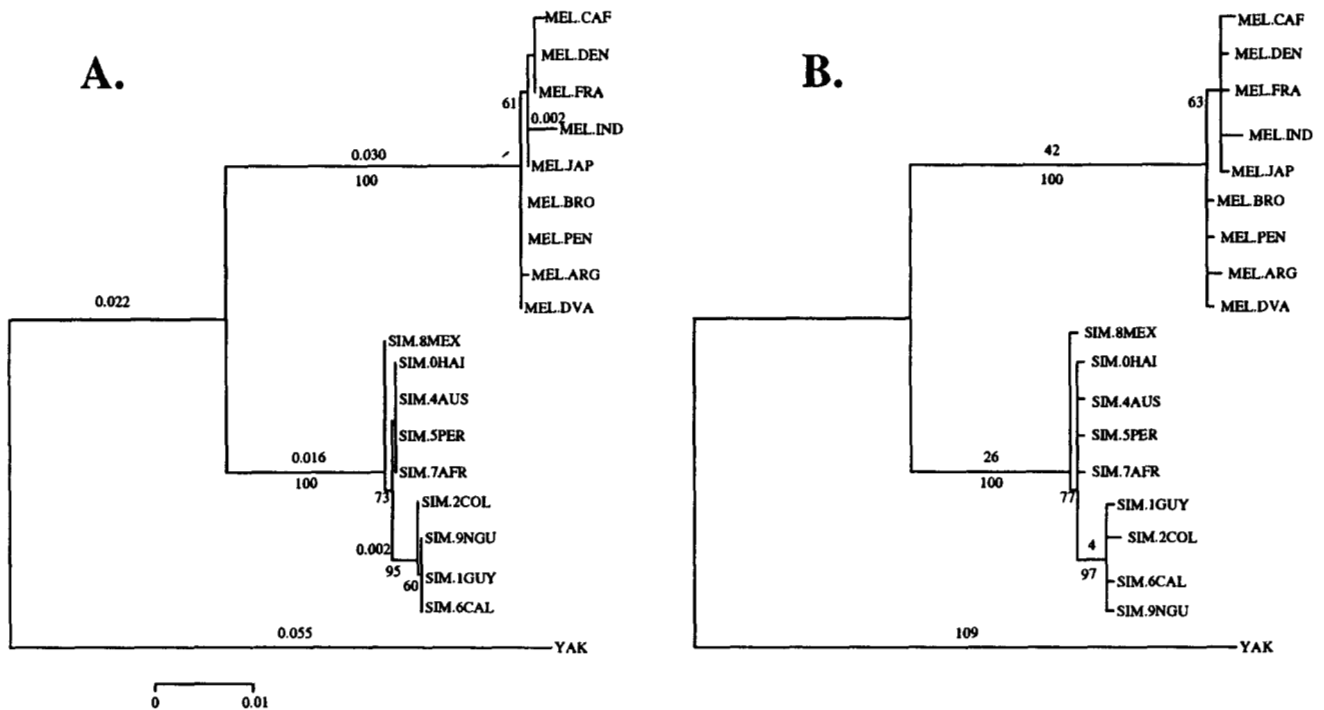 A.
MEL.CAF
MEL.DEN
MEL.FRA
61
0.002
MEL.IND
0.030
100
MEL.JAP
MEL.BRO
MEL.PEN
MEL.ARG
MEL.DVA
0.022
SIM.8MEX
SIM.0HAI
SIM.4AUS
SIM.5PER
0.016
100
SIM.7AFR
73
SIM.2COL
SIM.9NGU
0.002
95
60
SIM.1GUY
SIM.6CAL
0.055
YAK
0
0.01
B.
MEL.CAF
MEL.DEN
MEL.FRA
63
MEL.IND
42
100
MEL.JAP
MEL.BRO
MEL.PEN
MEL.ARG
MEL.DVA
SIM.8MEX
SIM.0HAI
SIM.4AUS
SIM.5PER
26
100
SIM.7AFR
77
SIM.1GUY
SIM.2COL
4
97
SIM.6CAL
SIM.9NGU
109
YAK